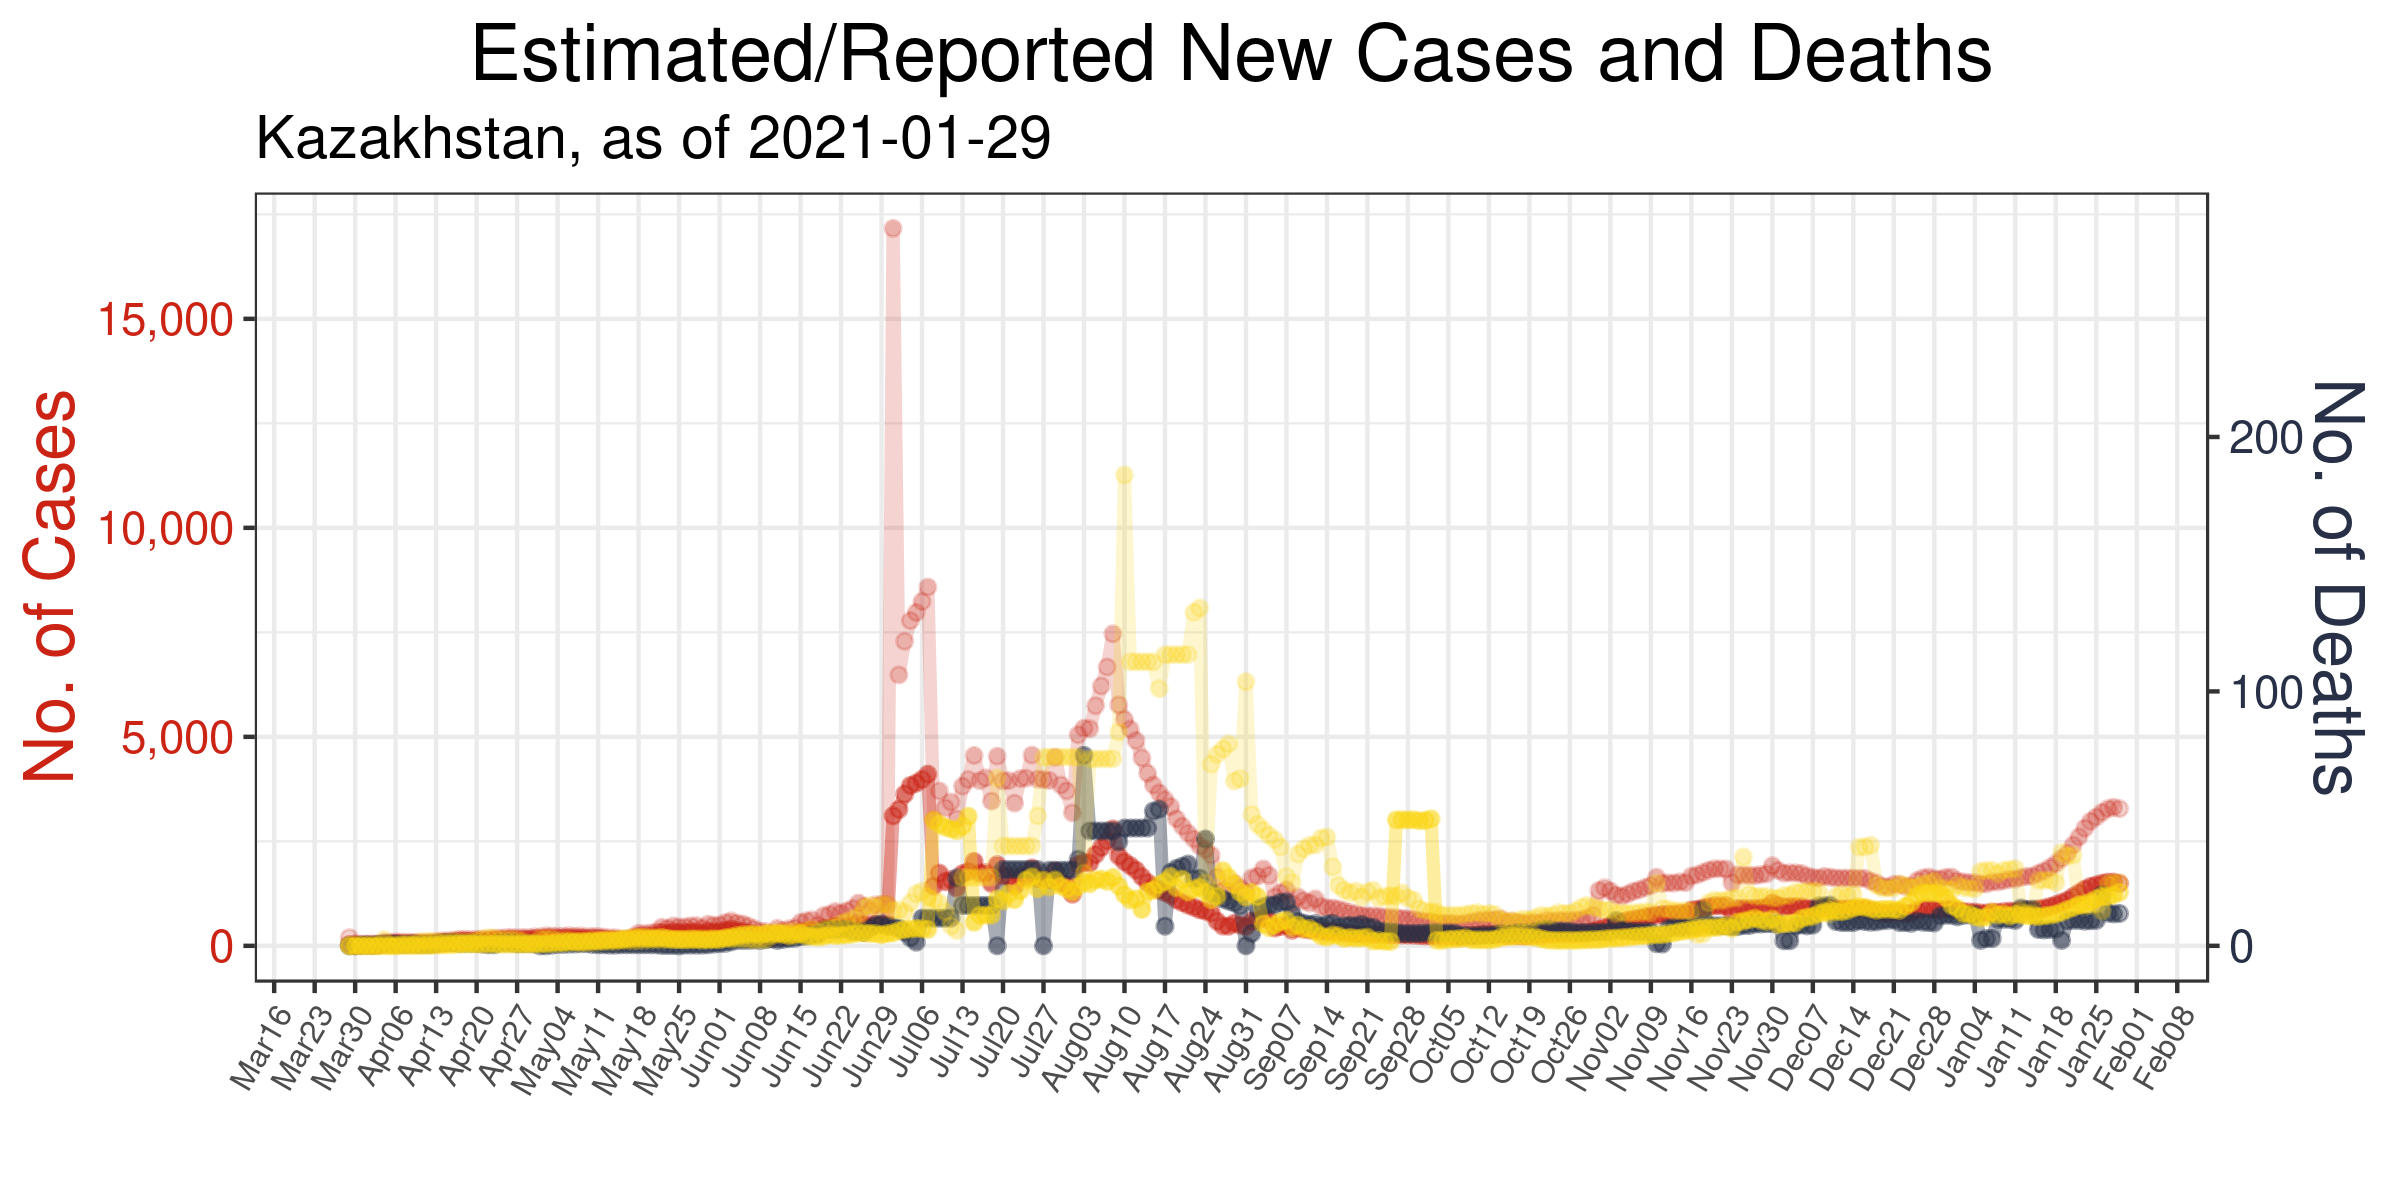 Estimated/Reported New Cases and Deaths
Kazakhstan, as of 2021-01-29
No. of Cases
15,000
10,000
5,000
0
No. of Deaths
200
100
0
Mar16
Mar23
Mar30
Apr06
Apr13
Apr20
Apr27
May04
May11
May18
May25
Jun01
Jun08
Jun15
Jun22
Jun29
Jul06
Jul13
Jul20
Jul27
Aug03
Aug10
Aug17
Aug24
Aug31
Sep07
Sep14
Sep21
Sep28
Oct05
Oct12
Oct19
Oct26
Nov02
Nov09
Nov16
Nov23
Nov30
Dec07
Dec14
Dec21
Dec28
Dec28
Jan04
Jan11
Jan18
Jan25
Feb01
Feb08